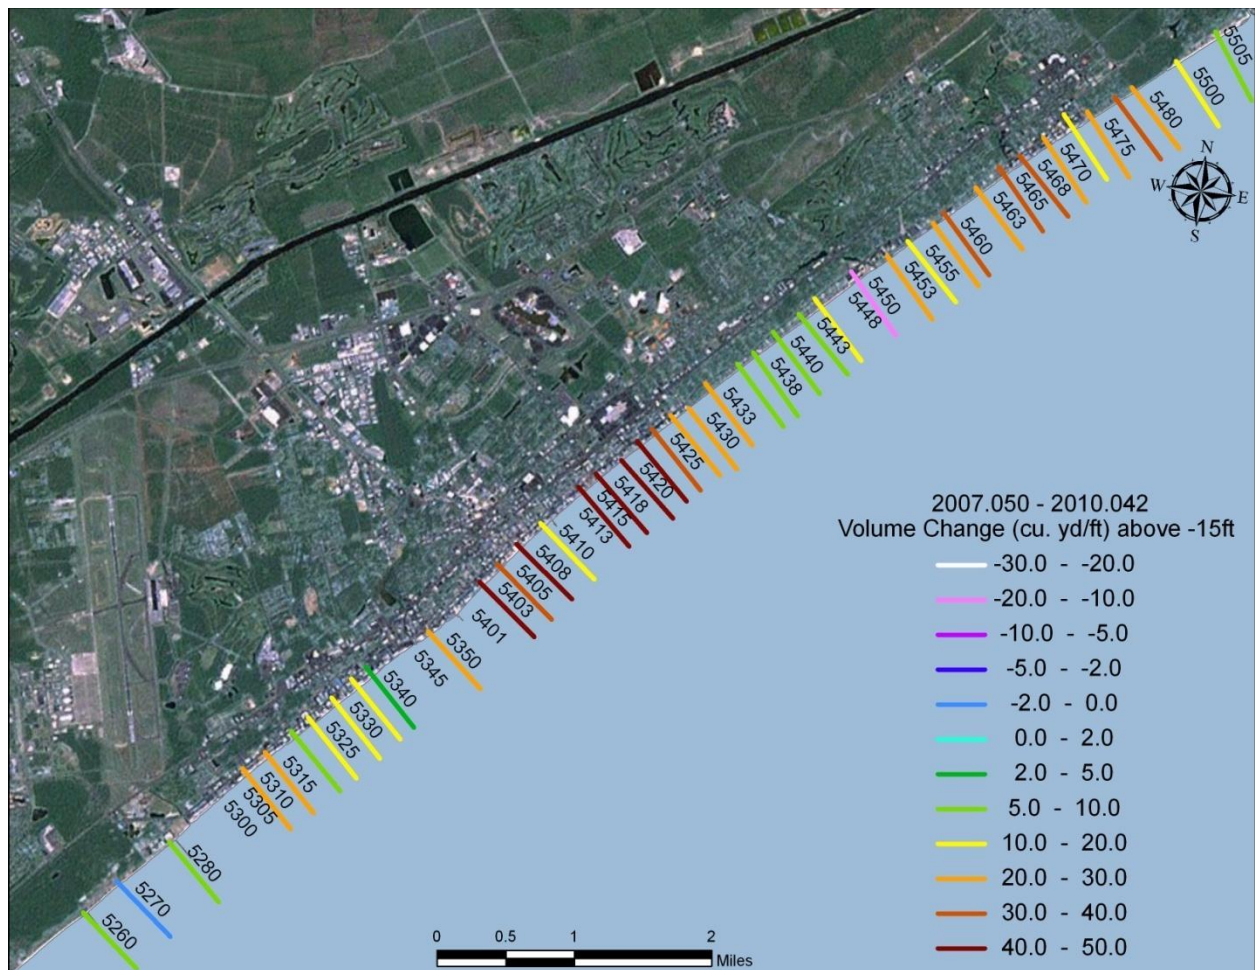 5505
5500
5480
5475
5470
5468
5465
5463
5460
5455
5453
5450
5448
5443
5440
5438
5433
5430
5425
5420
5418
5415
5413
5410
5408
5405
5403
5401
5350
5345
5340
5330
5325
5315
5310
5305
5300
5280
5270
5260
N
W
E
S
2007.050 - 2010.042
Volume Change (cu. yd/ft) above -15ft
-30.0 - -20.0
-20.0 - -10.0
-10.0 - -5.0
-5.0 - -2.0
-2.0 - 0.0
0.0 - 2.0
2.0 - 5.0
5.0 - 10.0
10.0 - 20.0
20.0 - 30.0
30.0 - 40.0
40.0 - 50.0
0 0.5 1 2
Miles